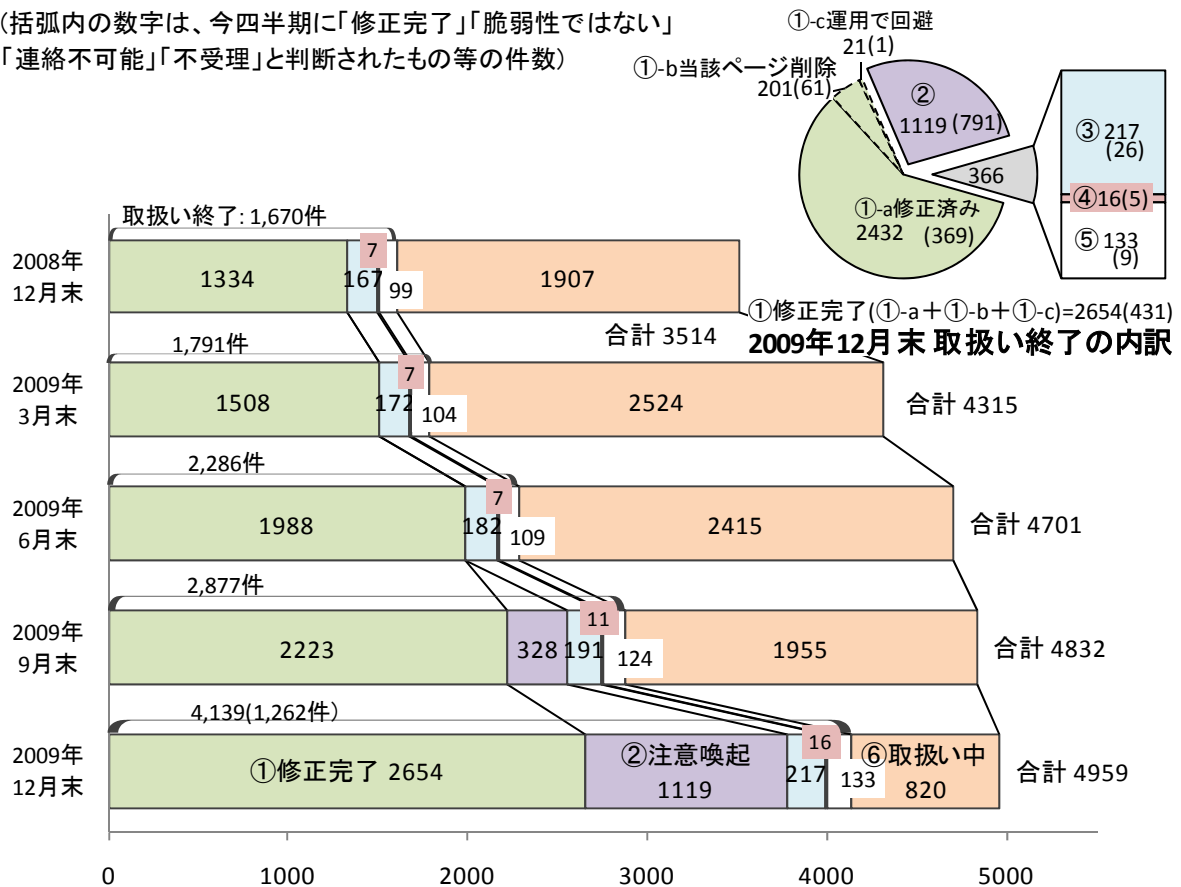 (括弧内の数字は、今四半期に「修正完了」「脆弱性ではない」
「連絡不可能」「不受理」と判断されたもの等の件数)
①-c運用で回避
21(1)
①-b当該ページ削除
201(61)
②
1119 (791)
366
①-a修正済み
2432 (369)
③ 217
(26)
④16(5)
⑤ 133
(9)
①修正完了(①-a+①-b+①-c)=2654(431)
2009年12月末 取扱い終了の内訳
取扱い終了: 1,670件
2008年
12月末
1334
167
7
99
1907
合計 3514
1,791件
2009年
3月末
1508
172
7
104
2524
合計 4315
2,286件
2009年
6月末
1988
182
7
109
2415
合計 4701
2,877件
2009年
9月末
2223
328
191
11
124
1955
合計 4832
4,139(1,262件)
2009年
12月末
①修正完了 2654
②注意喚起
1119
217
16
133
⑥取扱い中
820
合計 4959
0 1000 2000 3000 4000 5000